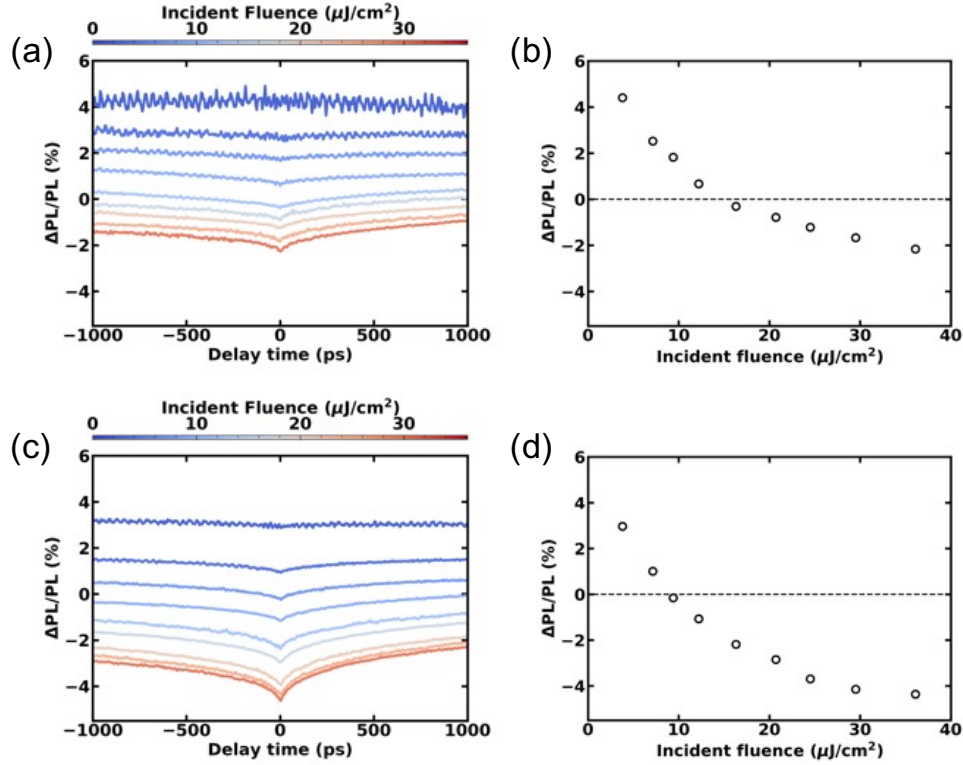 Incident Fluence (μJ/cm²)
0 10 20 30
(a)
ΔPL/PL (%)
6
4
2
0
−2
−4
−1000 −500 0 500 1000
Delay time (ps)
(b)
ΔPL/PL (%)
6
4
2
0
−2
−4
0 10 20 30 40
Incident fluence (μJ/cm²)
Incident Fluence (μJ/cm²)
0 10 20 30
(c)
ΔPL/PL (%)
6
4
2
0
−2
−4
−1000 −500 0 500 1000
Delay time (ps)
(d)
ΔPL/PL (%)
6
4
2
0
−2
−4
0 10 20 30 40
Incident fluence (μJ/cm²)